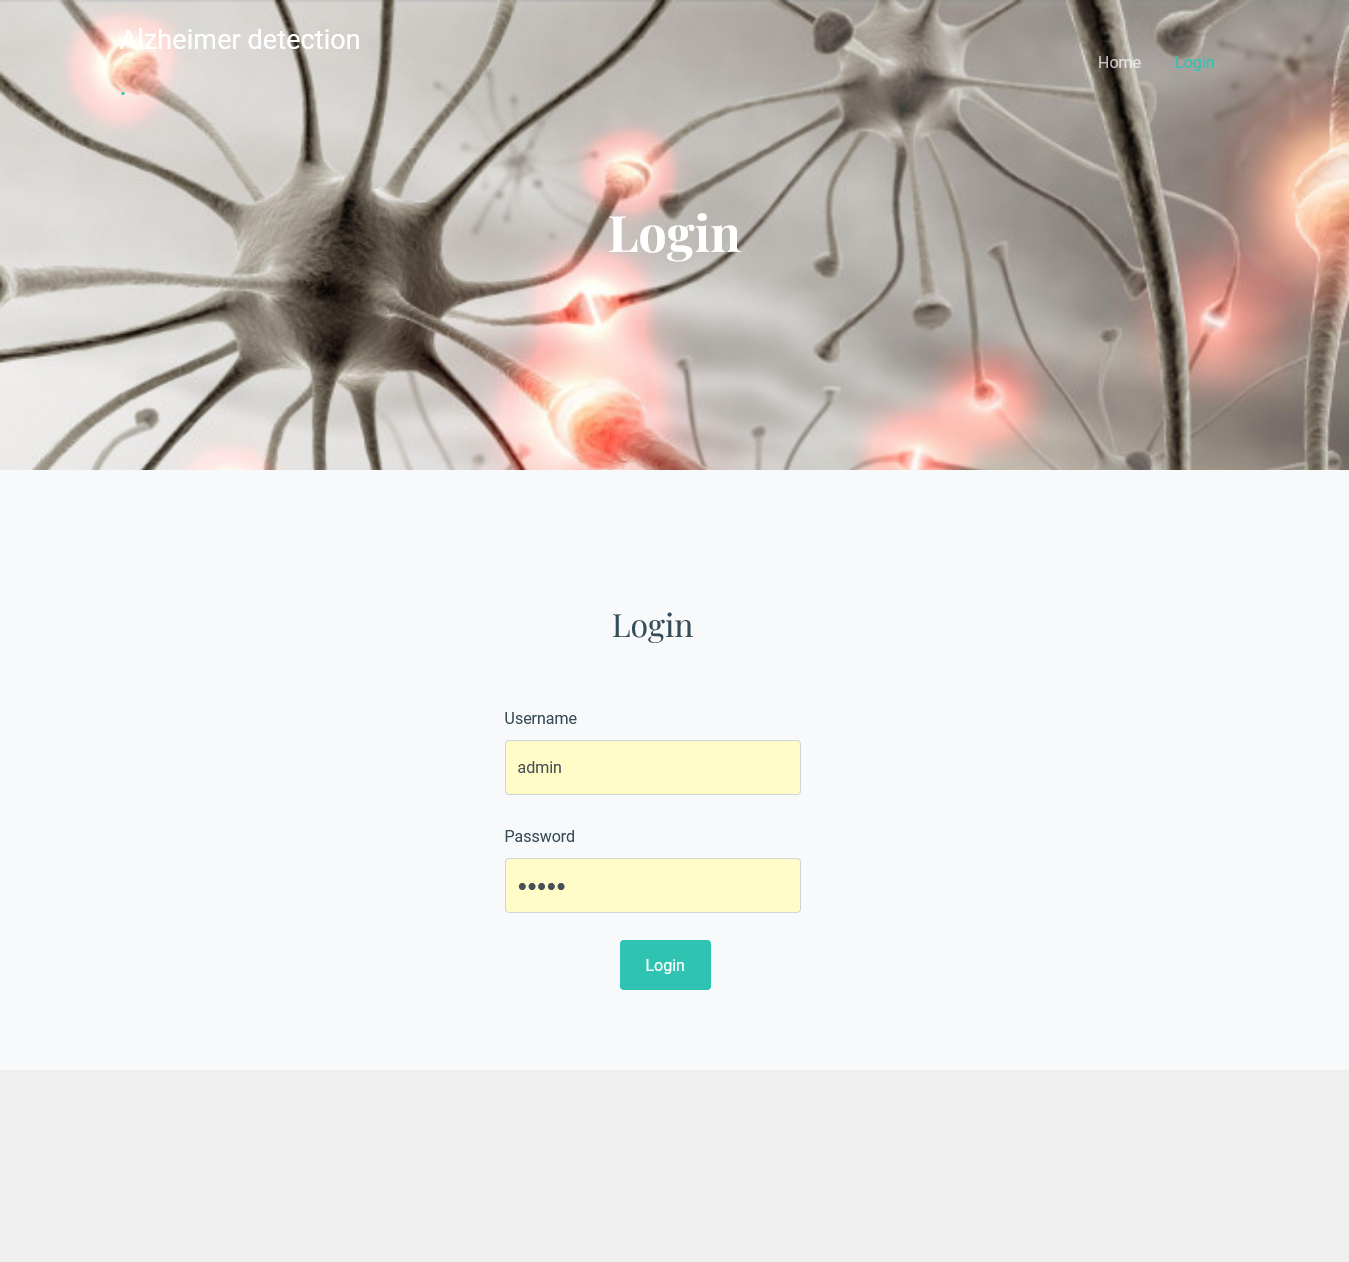 Alzheimer detection
.
Home
Login
Login
Login
Username
admin
Password
●●●●●
Login